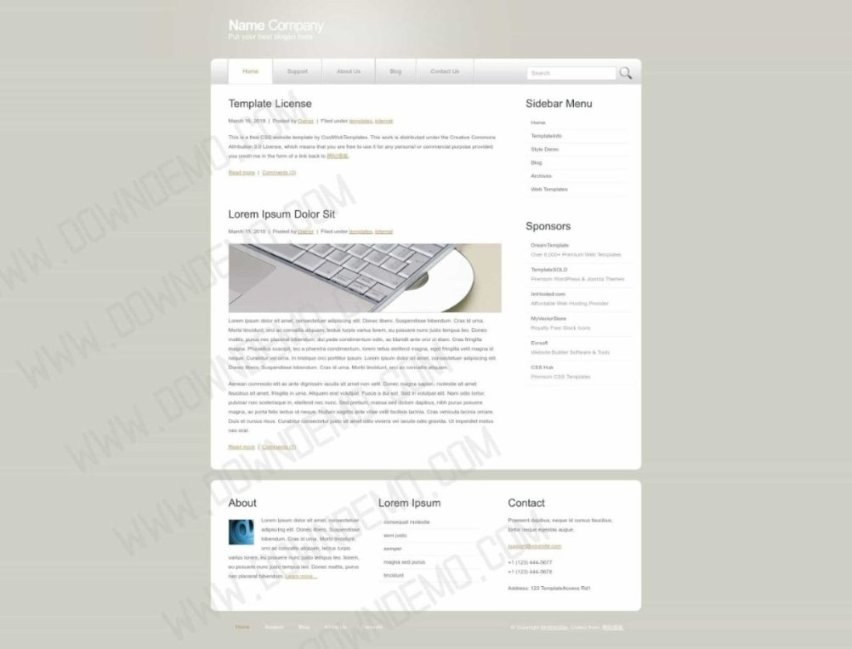 Name Company
Put your best slogan here
Home Support About Us Blog Contact Us
Search
Template License
March 16, 2010 | Posted by Owner | Filed under templates, internet
This is a free CSS website template by OsWebTemplates. This work is distributed under the Creative Commons
Attribution 3.0 License, which means that you are free to use it for any personal or commercial purpose provided
you credit me in the form of a link back to
Read more | Comments (3)
Lorem Ipsum Dolor Sit
March 15, 2010 | Posted by Owner | Filed under templates, internet
Lorem ipsum dolor sit amet, consectetuer adipiscing elit. Donec libero. Suspendisse bibendum. Cras id urna.
Morbi tincidunt, orci ac convallis aliquam, lectus turpis varius lorem, eu posuere nunc justo tempus leo. Donec
mattis, purus nec placerat bibendum, dui pede condimentum odio, ac blandit ante orci ut diam. Cras fringilla
magna. Phasellus suscipit, leo a pharetra condimentum, lorem tellus eleifend magna, eget fringilla velit magna id
neque. Curabitur vel urna. In tristique orci porttitor ipsum. Lorem ipsum dolor sit amet, consectetuer adipiscing
elit. Donec libero. Suspendisse bibendum. Cras id urna. Morbi tincidunt, orci ac convallis aliquam.
Aenean commodo elit ac ante dignissim iaculis sit amet non velit. Donec magna sapien, molestie sit amet
faucibus sit amet, fringilla in urna. Aliquam erat volutpat. Fusce a dui est. Sed in volutpat elit. Nam odio tortor,
pulvinar non scelerisque in, eleifend nec nunc. Sed pretium, massa sed dictum dapibus, nibh purus posuere
magna, ac porta felis lectus ut neque. Nullam sagittis ante vitae velit facilisis lacinia. Cras vehicula lacinia ornare.
Duis et cursus risus. Curabitur consectetur justo sit amet odio viverra vel iaculis purus gravida. Ut imperdiet metus
nec erat.
Read more | Comments (7)
Sidebar Menu
Home
TemplateInfo
Style Demo
Blog
Archives
Web Templates
Sponsors
DreamTemplate
Over 6,000+ Premium Web Templates
TemplateSOLD
Premium WordPress & Joomla Themes
ImHosted.com
Affordable Web Hosting Provider
MyVectorStore
Royalty Free Stock Icons
Evrsoft
Website Builder Software & Tools
CSS Hub
Premium CSS Templates
About
Lorem ipsum dolor sit amet, consectetuer
adipiscing elit. Donec libero. Suspendisse
bibendum. Cras id urna. Morbi tincidunt,
orci ac convallis aliquam, lectus turpis
varius lorem, eu posuere nunc justo tempus leo. Donec mattis, purus
nec placerat bibendum. Learn more...
Lorem Ipsum
consequat molestie
sem justo
semper
magna sed purus
tincidunt
Contact
Praesent dapibus, neque id cursus faucibus,
tortor neque egestas augue.
support@example.com
+1 (123) 444-5677
+1 (123) 444-5678
Address: 123 TemplateAccess Rd1
Home Support Blog About Us Contacts
© Copyright
WWW.DOWNDEMO.COM
WWW.DOWNDEMO.COM
WWW.DOWNDEMO.COM
WWW.DOWNDEMO.COM